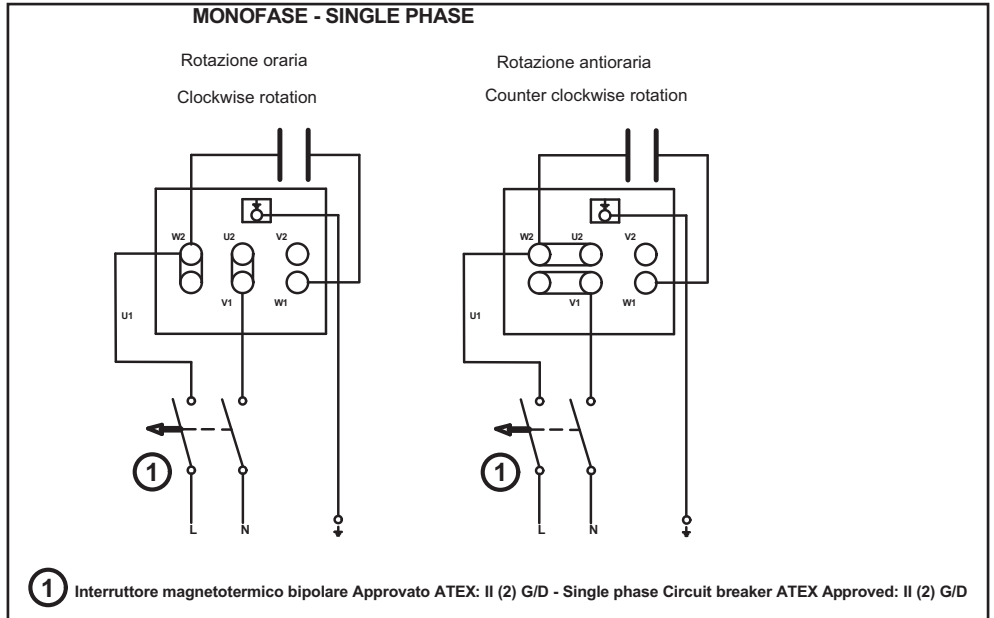 MONOFASE - SINGLE PHASE
Rotazione oraria
Clockwise rotation
W2 U2 V2
V1 W1
U1
1
L N
Rotazione antioraria
Counter clockwise rotation
W2 U2 V2
V1 W1
U1
1
L N
1 Interruttore magnetotermico bipolare Approvato ATEX: II (2) G/D - Single phase Circuit breaker ATEX Approved: II (2) G/D